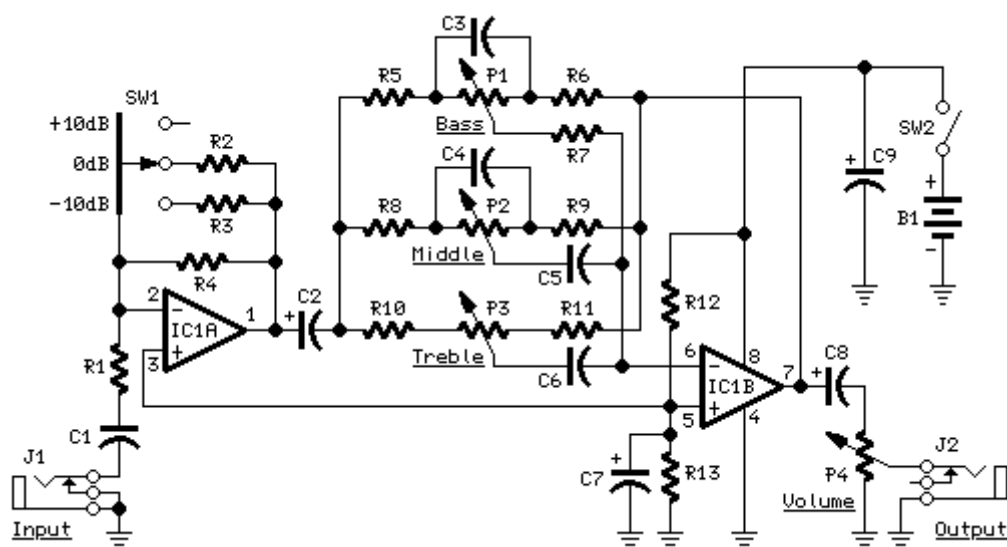 C3
R5
P1
R6
SW1
Bass
R7
SW2
+10dB
R2
C4
+
C9
0dB
+
R8
P2
R9
B1
-10dB
R3
-
Middle
C5
R4
C2
R12
2
-
1
+
R10
P3
R11
IC1A
R1
3
+
Treble
C6
6
-
8
7
C8
+
IC1B
5
+
4
C1
J1
+
C7
R13
P4
J2
Volume
Input
Output